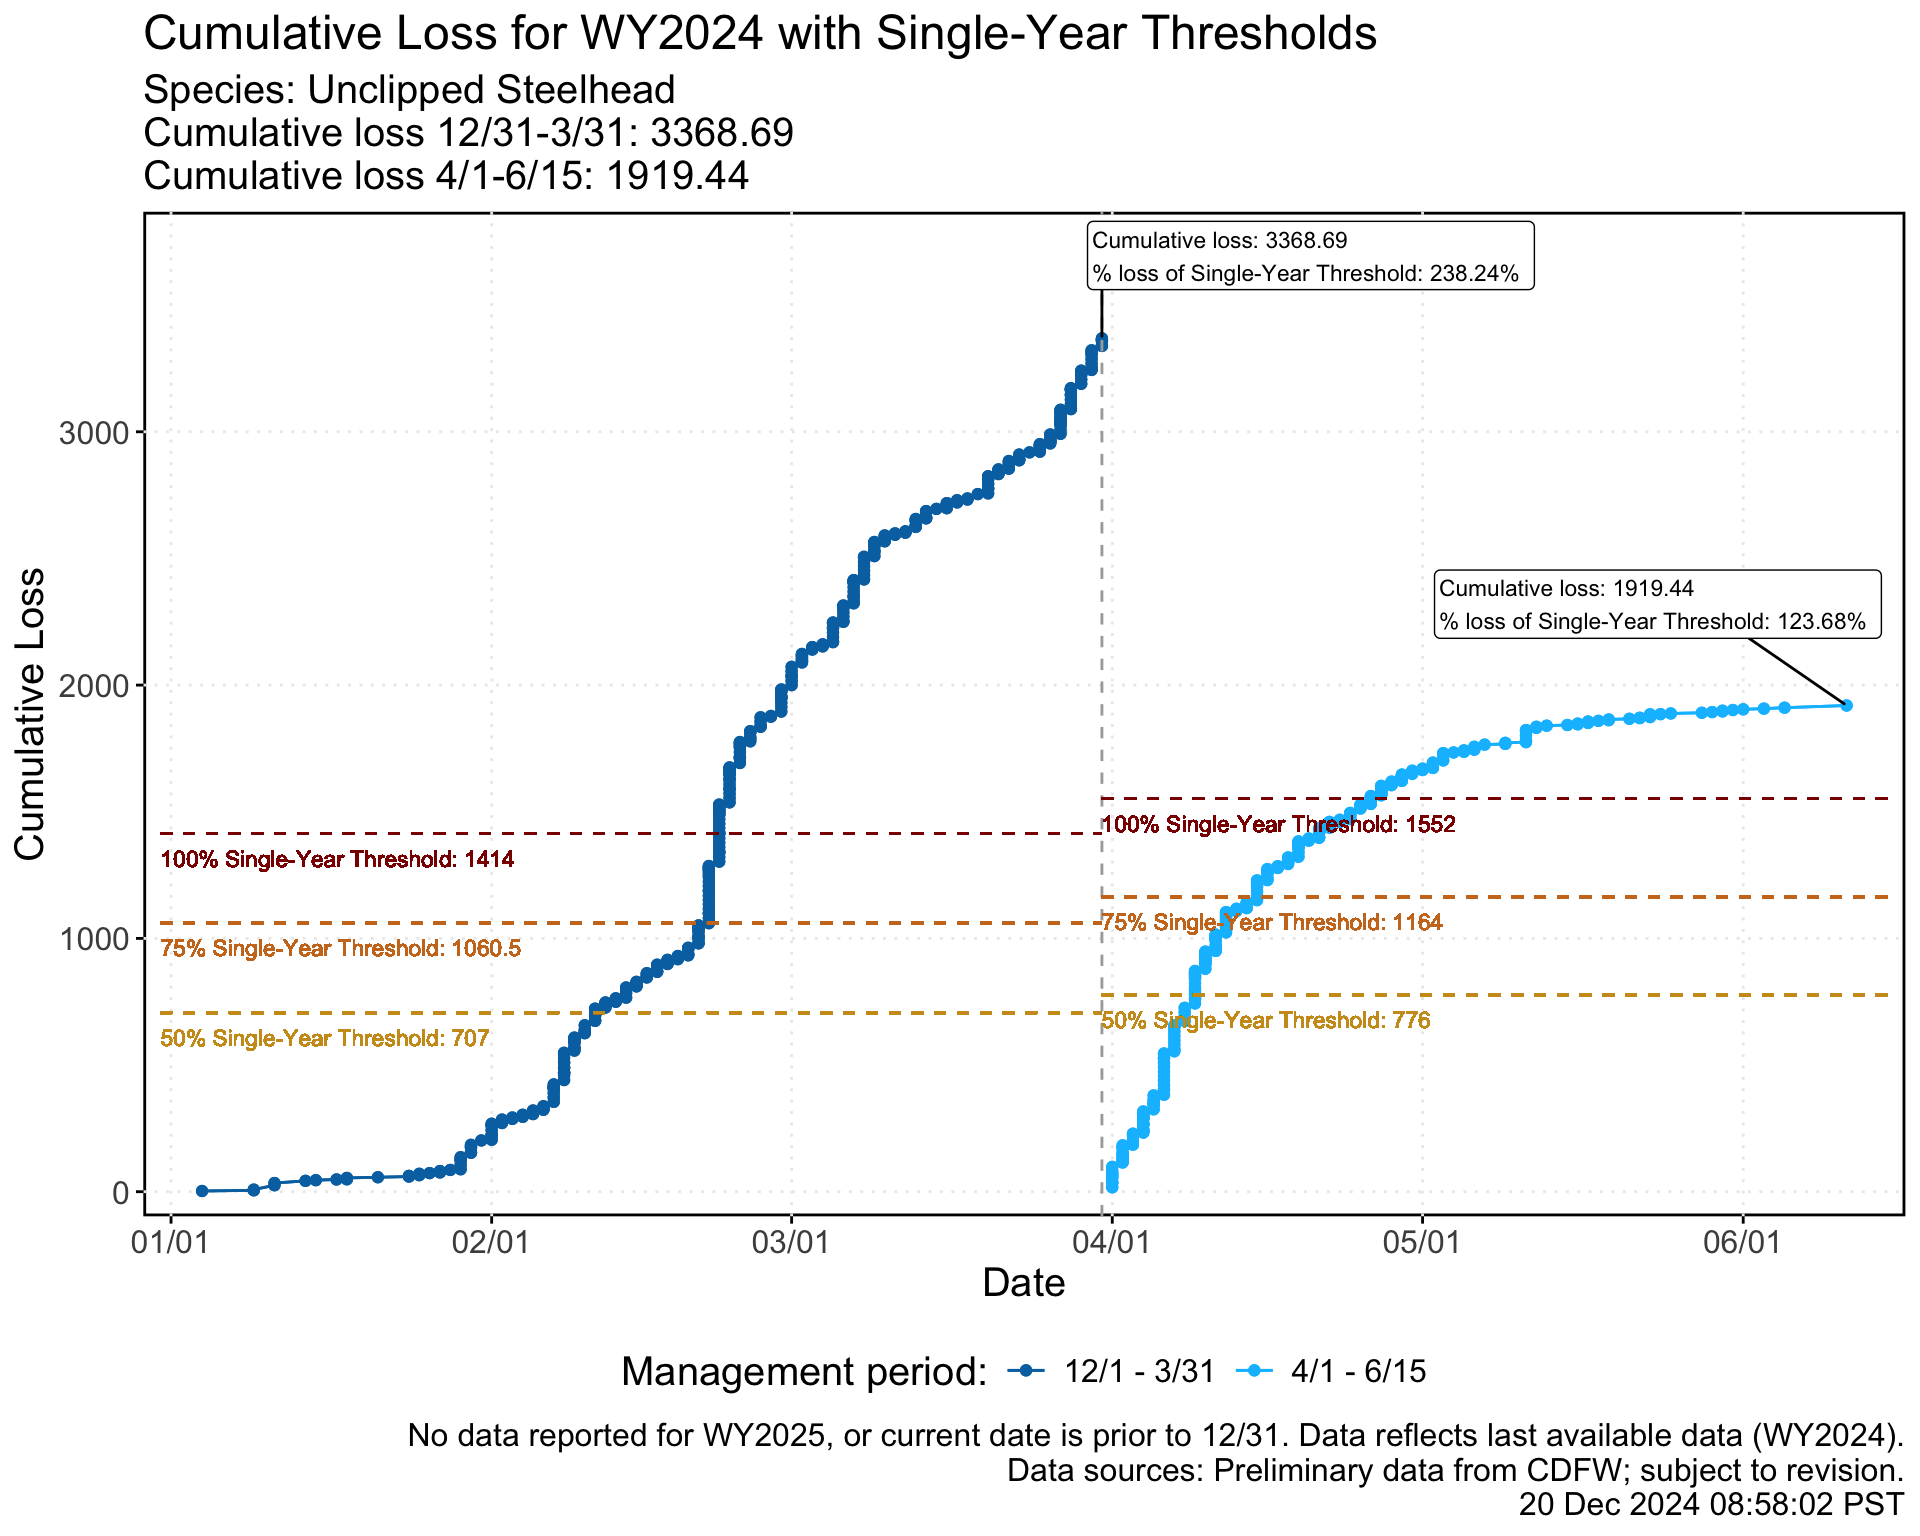 Cumulative Loss for WY2024 with Single-Year Thresholds
Species: Unclipped Steelhead
Cumulative loss 12/31-3/31: 3368.69
Cumulative loss 4/1-6/15: 1919.44
Cumulative loss: 3368.69
% loss of Single-Year Threshold: 238.24%
Cumulative loss: 1919.44
% loss of Single-Year Threshold: 123.68%
100% Single-Year Threshold: 1414
75% Single-Year Threshold: 1060.5
50% Single-Year Threshold: 707
100% Single-Year Threshold: 1552
75% Single-Year Threshold: 1164
50% Single-Year Threshold: 776
Cumulative Loss
3000
2000
1000
0
01/01
02/01
03/01
04/01
05/01
06/01
Date
Management period: 12/1 - 3/31 4/1 - 6/15
No data reported for WY2025, or current date is prior to 12/31. Data reflects last available data (WY2024).
Data sources: Preliminary data from CDFW; subject to revision.
20 Dec 2024 08:58:02 PST